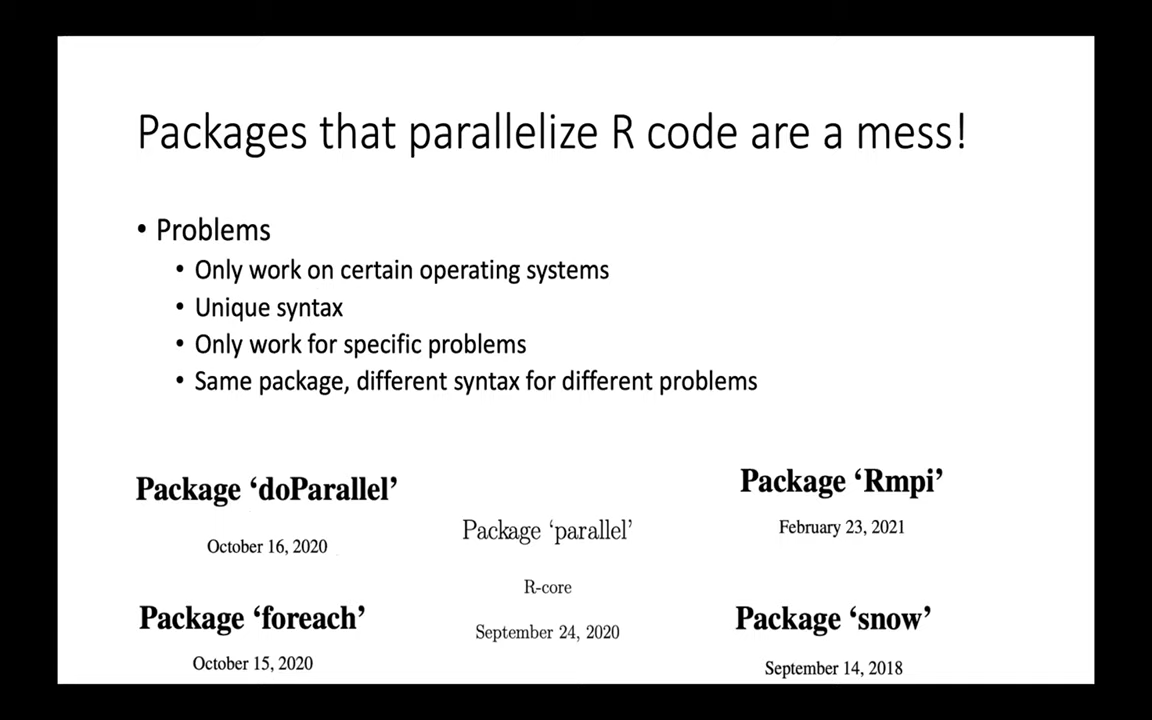 Packages that parallelize R code are a mess!
• Problems
• Only work on certain operating systems
• Unique syntax
• Only work for specific problems
• Same package, different syntax for different problems
Package ‘doParallel’
October 16, 2020
Package ‘foreach’
October 15, 2020
Package ‘parallel’
R-core
September 24, 2020
Package ‘Rmpi’
February 23, 2021
Package ‘snow’
September 14, 2018